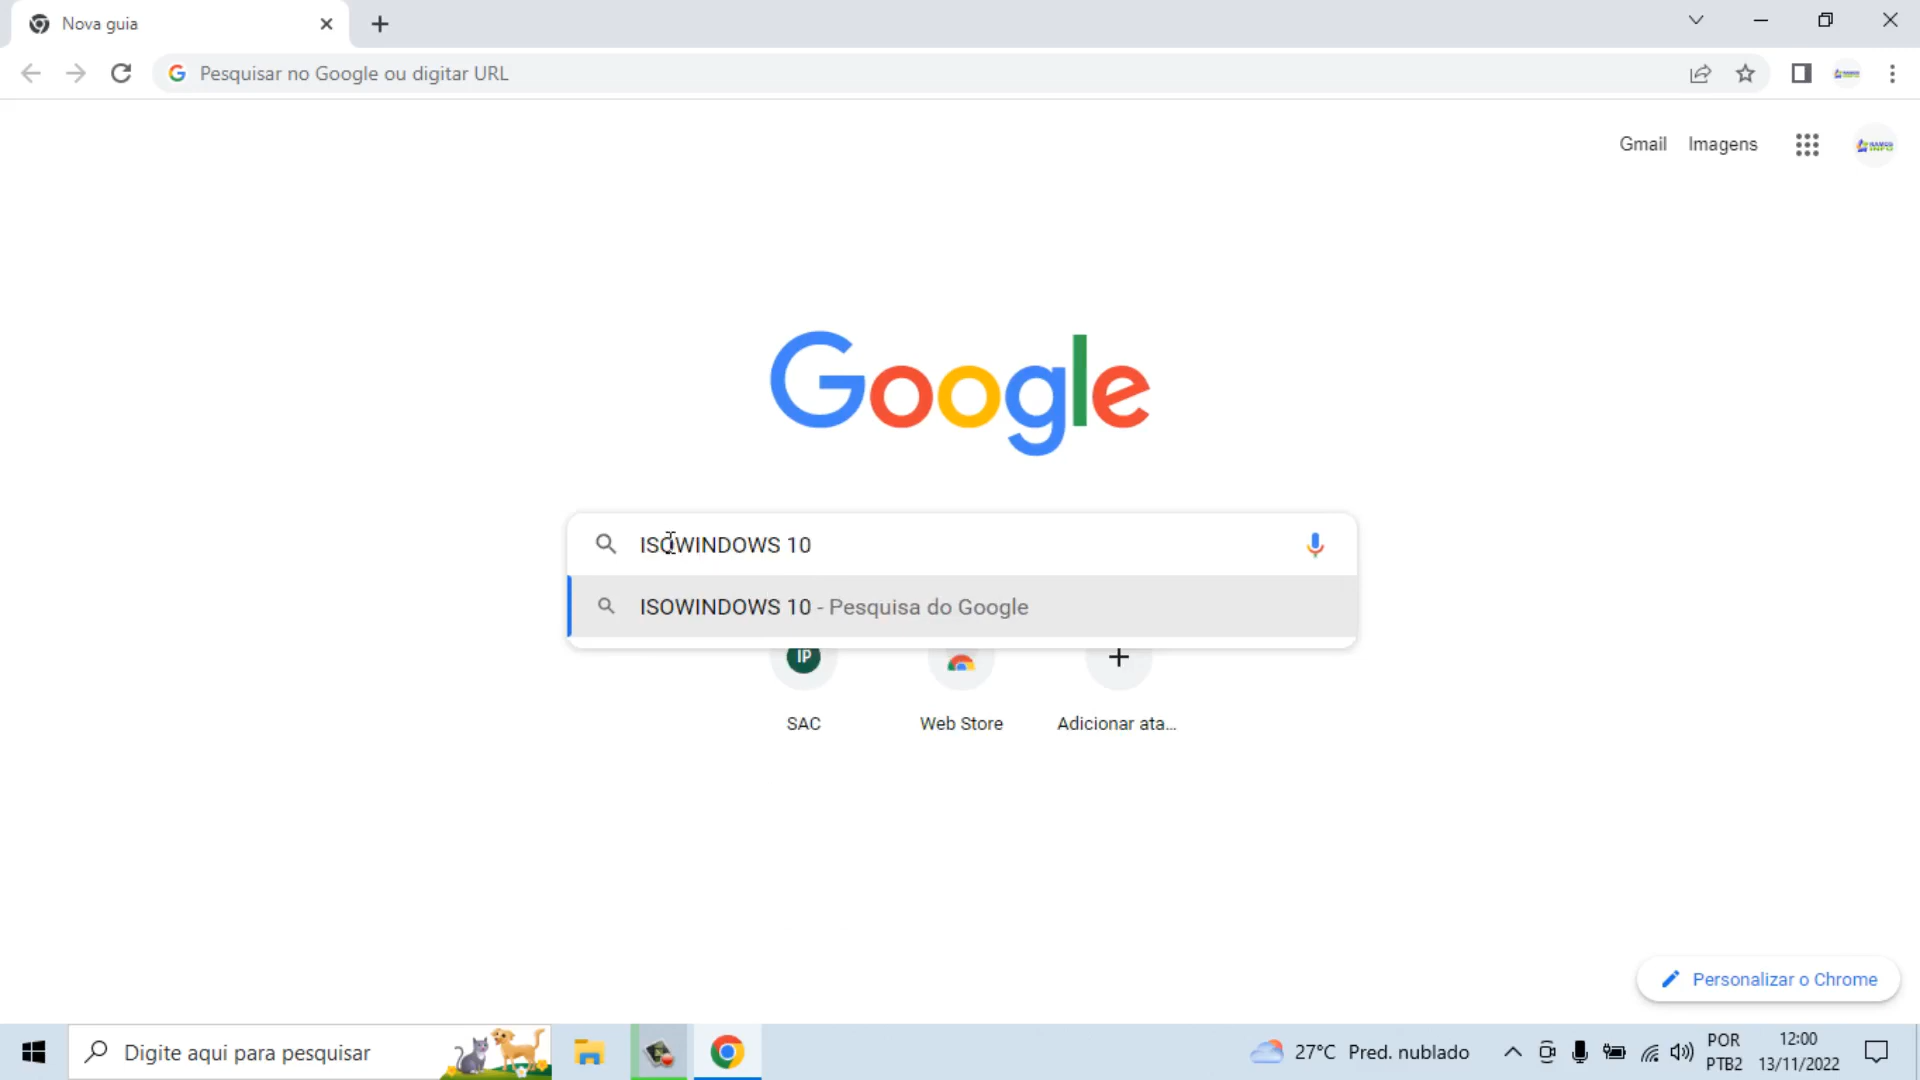 Nova guia
Pesquisar no Google ou digitar URL
Gmail Imagens
Google
ISOWINDOWS 10
ISOWINDOWS 10 - Pesquisa do Google
IP
SAC
Web Store
Adicionar ata...
Personalizar o Chrome
Digite aqui para pesquisar
27°C Pred. nublado
POR
PTB2
12:00
13/11/2022